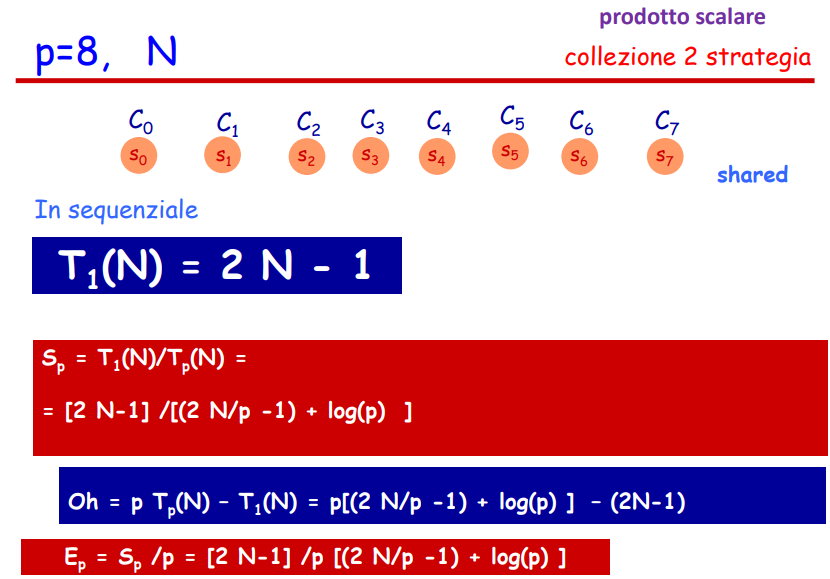 prodotto scalare
p=8, N
collezione 2 strategia
C0 C1 C2 C3 C4 C5 C6 C7
s0 s1 s2 s3 s4 s5 s6 s7
shared
In sequenziale
T1(N) = 2 N - 1
Sp = T1(N)/Tp(N) =
= [2 N-1] /[(2 N/p -1) + log(p) ]
Oh = p Tp(N) – T1(N) = p[(2 N/p -1) + log(p) ] – (2N-1)
Ep = Sp /p = [2 N-1] /p [(2 N/p -1) + log(p) ]